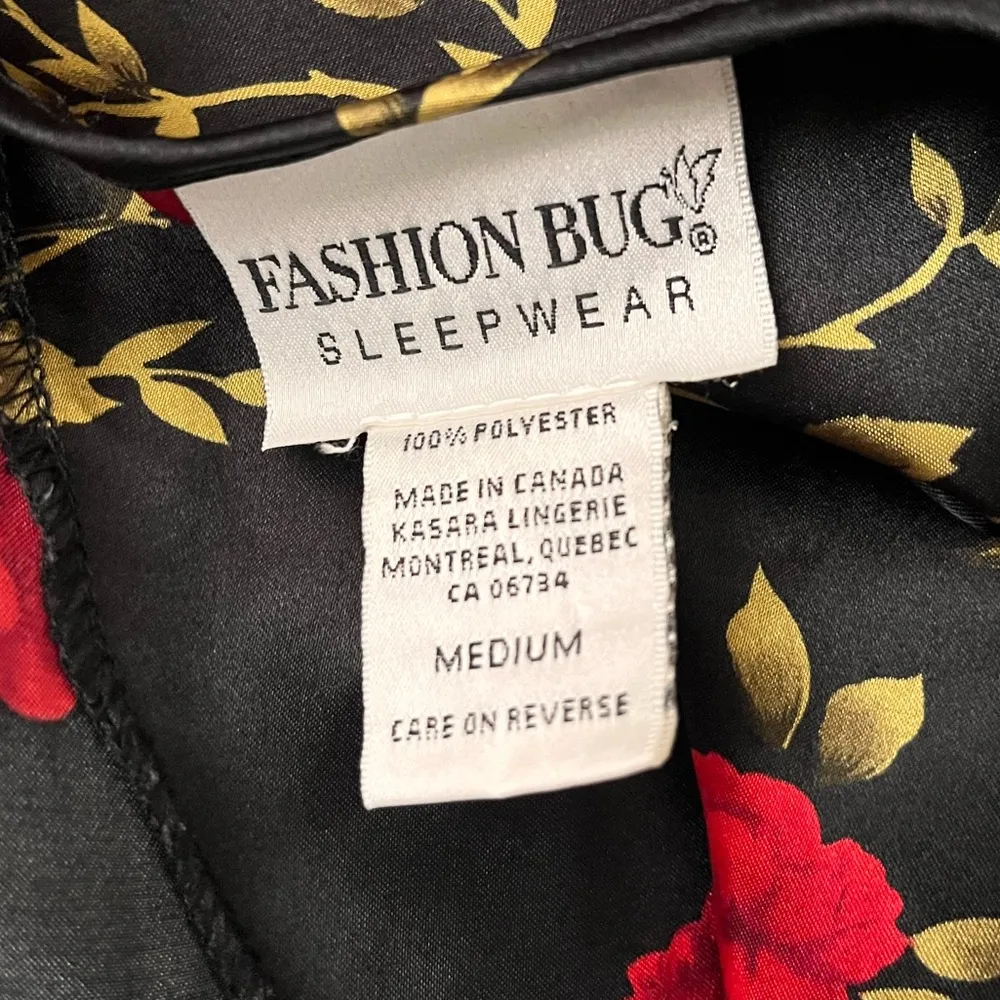 FASHION BUG®
SLEEPWEAR
100% POLYESTER
MADE IN CANADA
KASARA LINGERIE
MONTREAL, QUEBEC
CA 06734
MEDIUM
CARE ON REVERSE